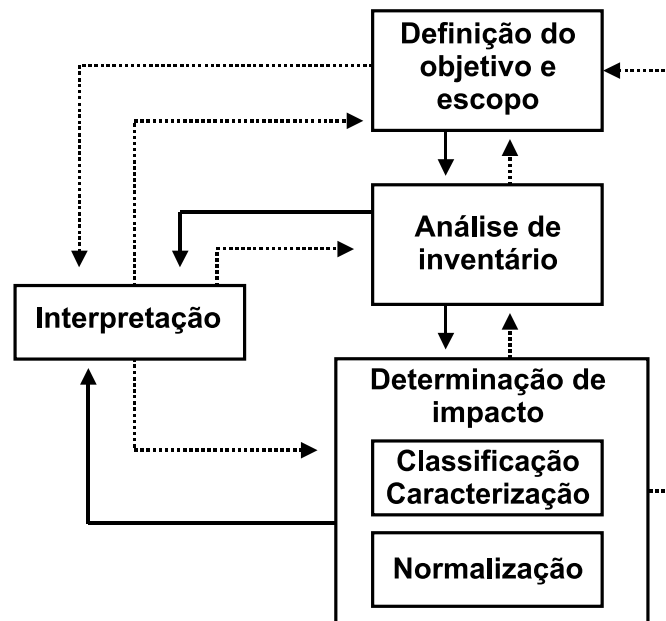 Definição do
objetivo e
escopo
Análise de
inventário
Interpretação
Determinação de
impacto
Classificação
Caracterização
Normalização